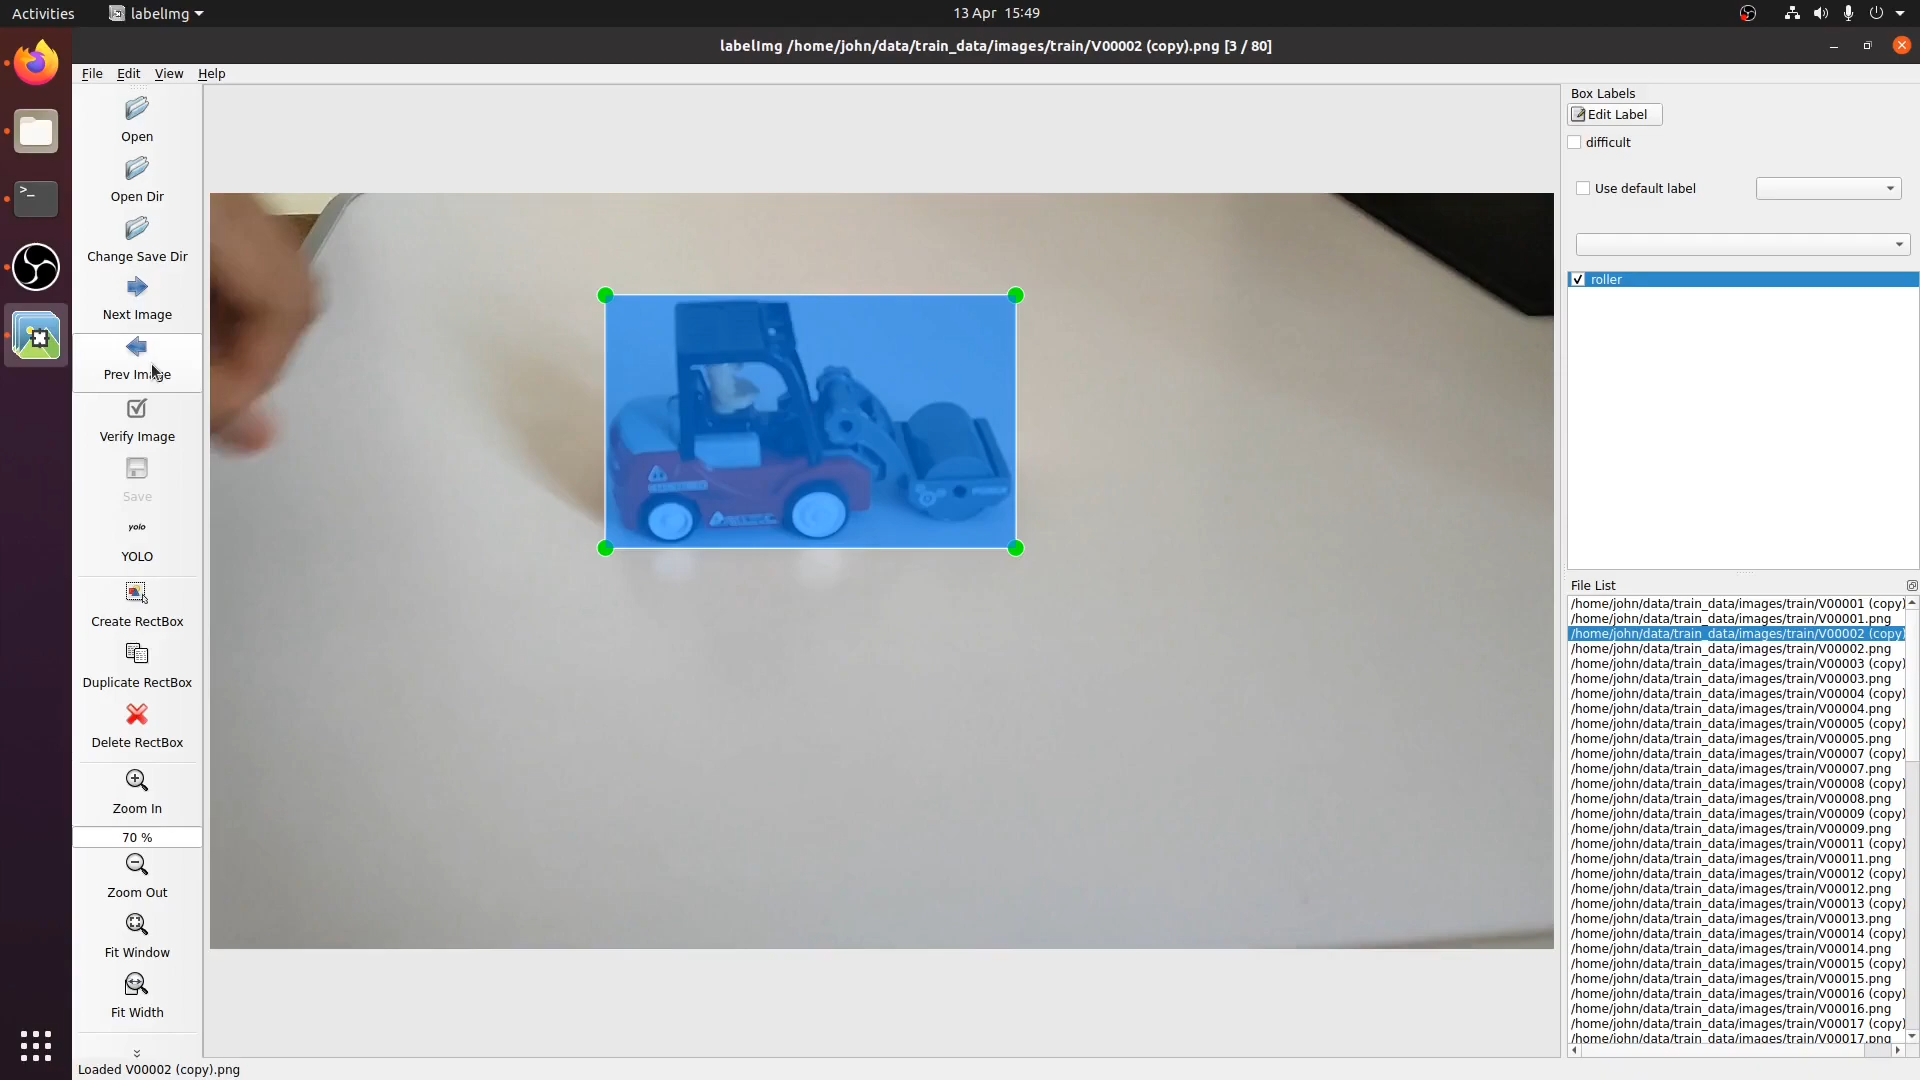 Activities
labelImg
13 Apr 15:49
labelImg /home/john/data/train_data/images/train/V00002 (copy).png [3 / 80]
File Edit View Help
Open
Open Dir
Change Save Dir
Next Image
Prev Image
Verify Image
Save
yolo
YOLO
Create RectBox
Duplicate RectBox
Delete RectBox
Zoom In
70 %
Zoom Out
Fit Window
Fit Width
Box Labels
Edit Label
difficult
Use default label
roller
File List
/home/john/data/train_data/images/train/V00001 (copy)
/home/john/data/train_data/images/train/V00001.png
/home/john/data/train_data/images/train/V00002 (copy)
/home/john/data/train_data/images/train/V00002.png
/home/john/data/train_data/images/train/V00003 (copy)
/home/john/data/train_data/images/train/V00003.png
/home/john/data/train_data/images/train/V00004 (copy)
/home/john/data/train_data/images/train/V00004.png
/home/john/data/train_data/images/train/V00005 (copy)
/home/john/data/train_data/images/train/V00005.png
/home/john/data/train_data/images/train/V00007 (copy)
/home/john/data/train_data/images/train/V00007.png
/home/john/data/train_data/images/train/V00008 (copy)
/home/john/data/train_data/images/train/V00008.png
/home/john/data/train_data/images/train/V00009 (copy)
/home/john/data/train_data/images/train/V00009.png
/home/john/data/train_data/images/train/V00011 (copy)
/home/john/data/train_data/images/train/V00011.png
/home/john/data/train_data/images/train/V00012 (copy)
/home/john/data/train_data/images/train/V00012.png
/home/john/data/train_data/images/train/V00013 (copy)
/home/john/data/train_data/images/train/V00013.png
/home/john/data/train_data/images/train/V00014 (copy)
/home/john/data/train_data/images/train/V00014.png
/home/john/data/train_data/images/train/V00015 (copy)
/home/john/data/train_data/images/train/V00015.png
/home/john/data/train_data/images/train/V00016 (copy)
/home/john/data/train_data/images/train/V00016.png
/home/john/data/train_data/images/train/V00017 (copy)
/home/john/data/train_data/images/train/V00017.png
Loaded V00002 (copy).png